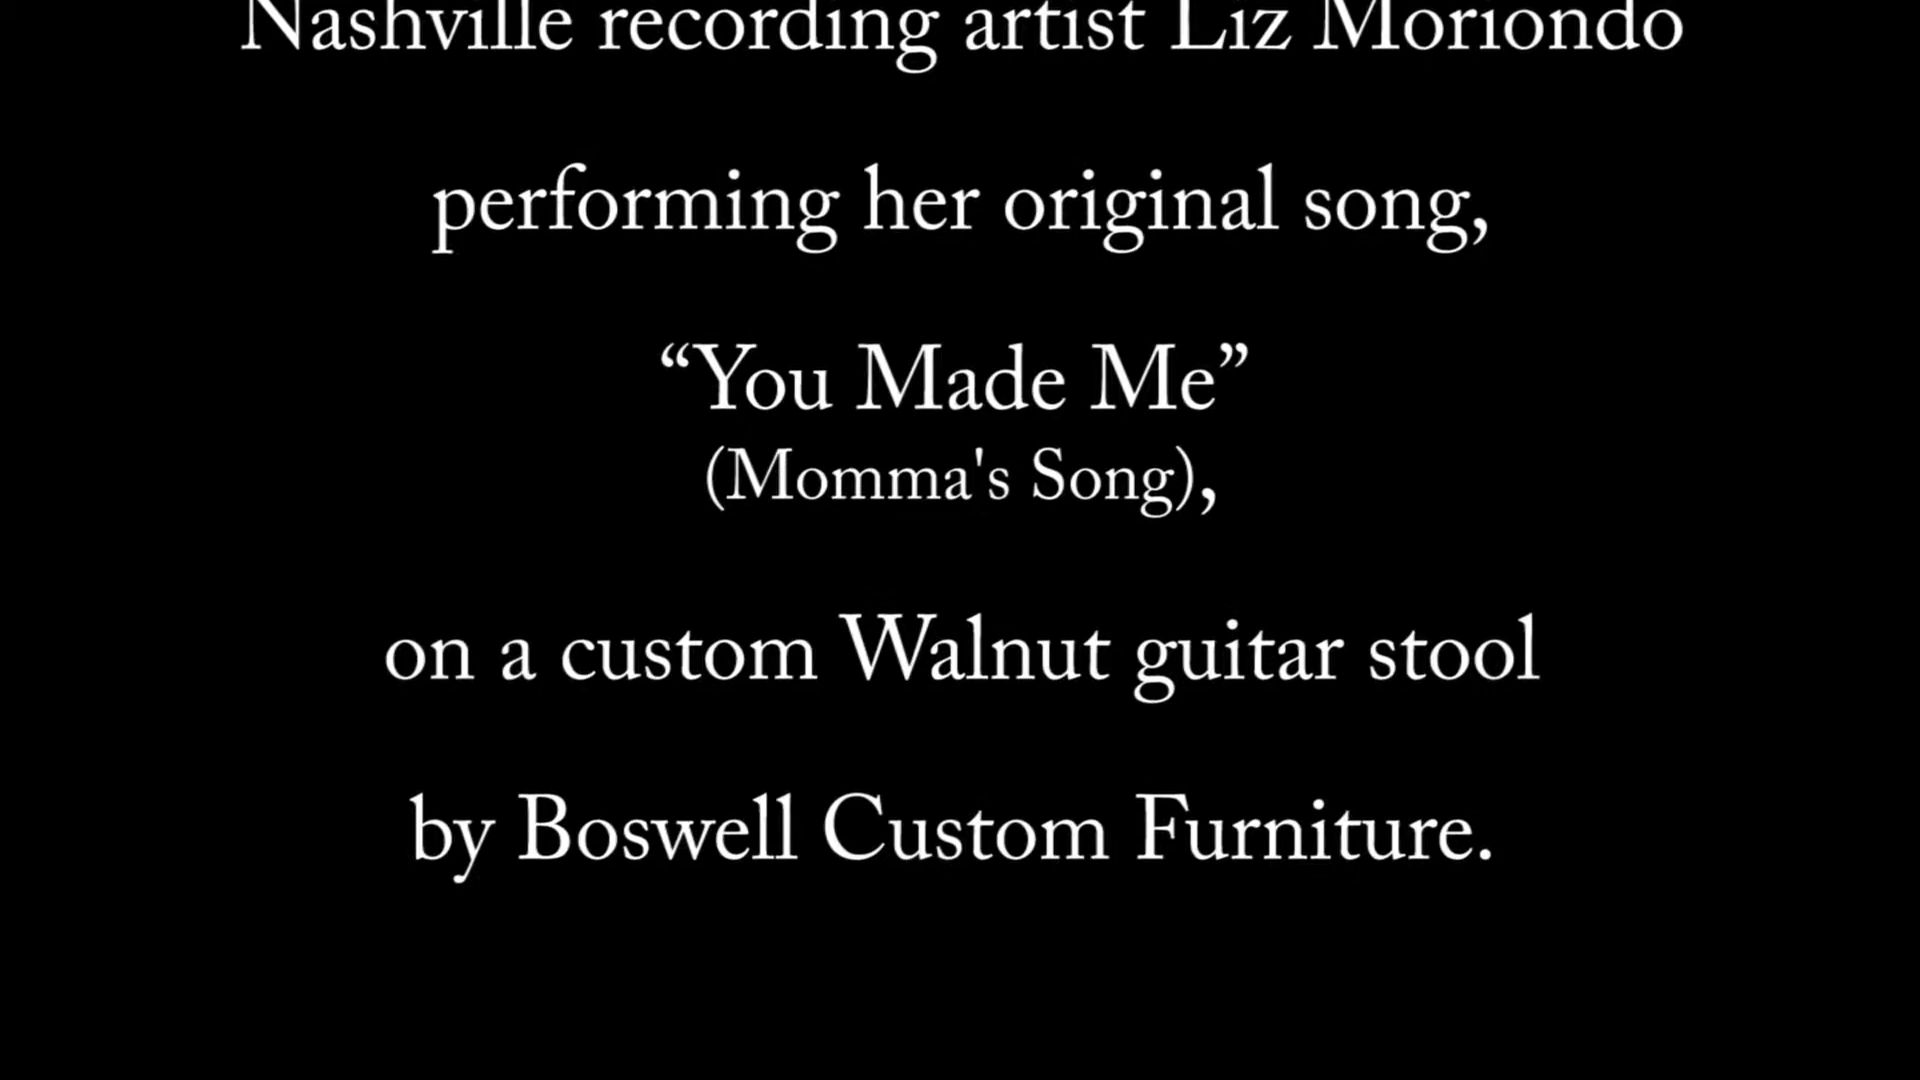 Nashville recording artist Liz Moriondo
performing her original song,
“You Made Me”
(Momma's Song),
on a custom Walnut guitar stool
by Boswell Custom Furniture.